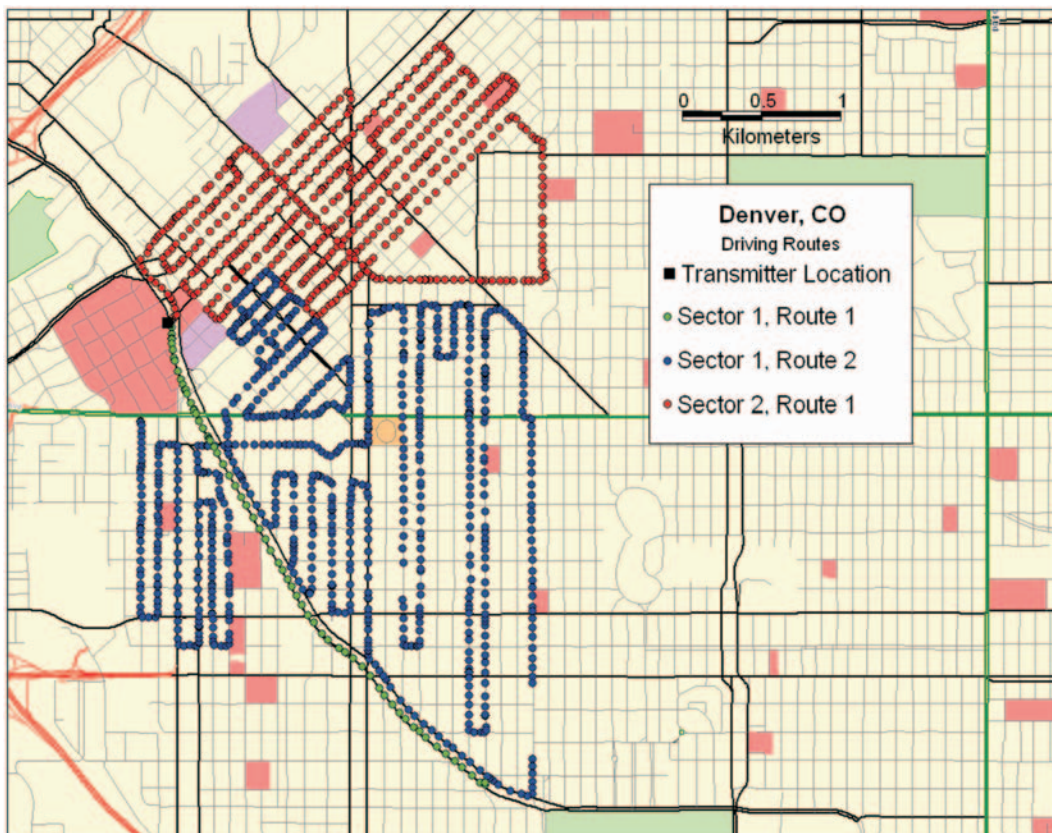 0 0.5 1
Kilometers
Denver, CO
Driving Routes
Transmitter Location
Sector 1, Route 1
Sector 1, Route 2
Sector 2, Route 1